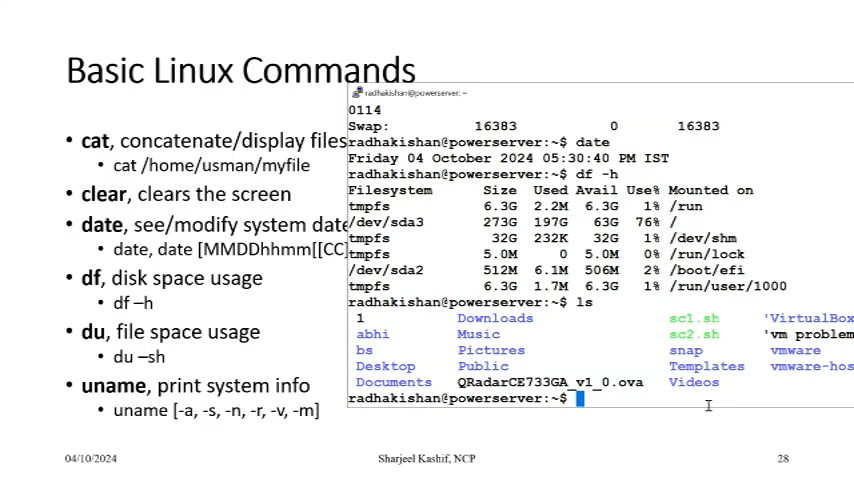 Basic Linux Commands
• cat, concatenate/display files
• cat /home/usman/myfile
• clear, clears the screen
• date, see/modify system date
• date, date [MMDDhhmm[[CC]
• df, disk space usage
• df –h
• du, file space usage
• du –sh
• uname, print system info
• uname [-a, -s, -n, -r, -v, -m]
radhakishan@powerserver: ~
0114
Swap: 16383 0 16383
radhakishan@powerserver:~$ date
Friday 04 October 2024 05:30:40 PM IST
radhakishan@powerserver:~$ df -h
Filesystem Size Used Avail Use% Mounted on
tmpfs 6.3G 2.2M 6.3G 1% /run
/dev/sda3 273G 197G 63G 76% /
tmpfs 32G 232K 32G 1% /dev/shm
tmpfs 5.0M 0 5.0M 0% /run/lock
/dev/sda2 512M 6.1M 506M 2% /boot/efi
tmpfs 6.3G 1.7M 6.3G 1% /run/user/1000
radhakishan@powerserver:~$ ls
1 Downloads sc1.sh 'VirtualBox
abhi Music sc2.sh 'vm problem
bs Pictures snap vmware
Desktop Public Templates vmware-hos
Documents QRadarCE733GA_v1_0.ova Videos
radhakishan@powerserver:~$
04/10/2024 Sharjeel Kashif, NCP 28